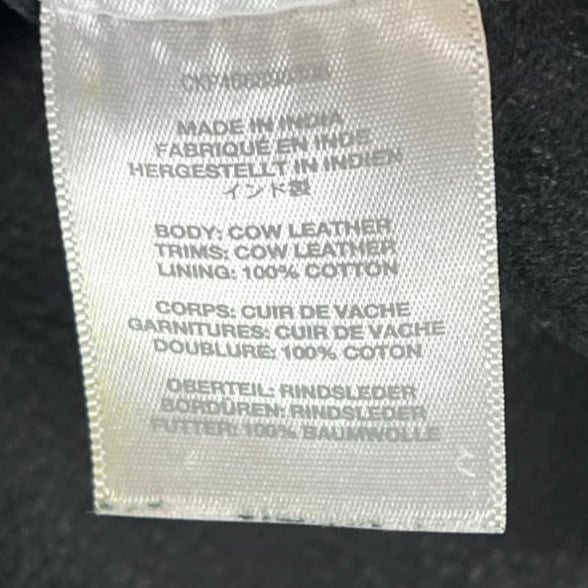 MADE IN INDIA
FABRIQUÉ EN INDE
HERGESTELLT IN INDIEN
インド製
BODY: COW LEATHER
TRIMS: COW LEATHER
LINING: 100% COTTON
CORPS: CUIR DE VACHE
GARNITURES: CUIR DE VACHE
DOUBLURE: 100% COTON
OBERTEIL: RINDSLEDER
BORDÜREN: RINDSLEDER
FUTTER: 100% BAUMWOLLE